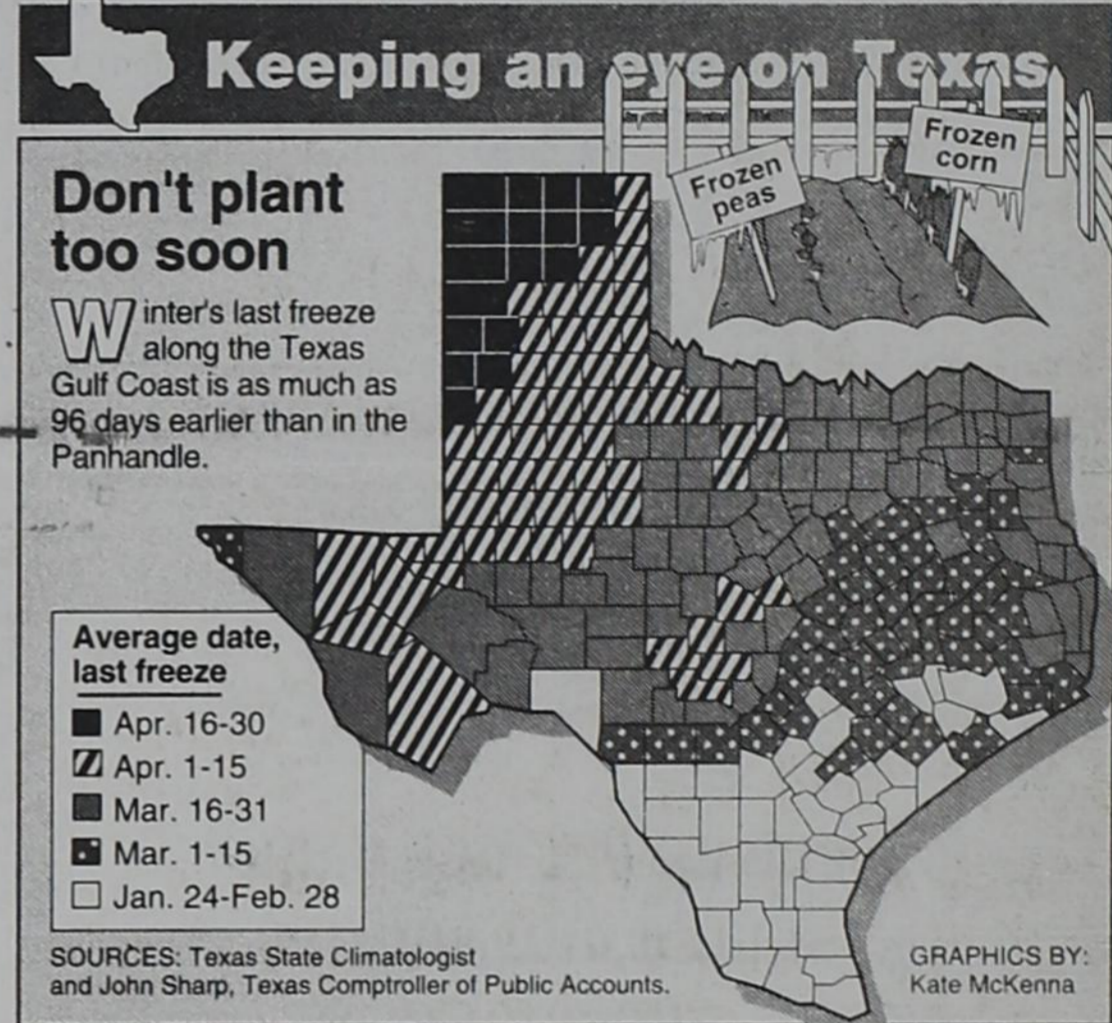 Keeping an eye on Texas
Frozen
peas
Frozen
corn
Don't plant
too soon
Winter's last freeze
along the Texas
Gulf Coast is as much as
96 days earlier than in the
Panhandle.
Average date,
last freeze
Apr. 16-30
Apr. 1-15
Mar. 16-31
Mar. 1-15
Jan. 24-Feb. 28
SOURCES: Texas State Climatologist
and John Sharp, Texas Comptroller of Public Accounts.
GRAPHICS BY:
Kate McKenna